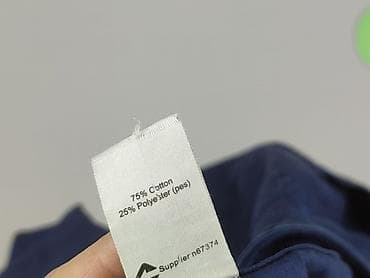 75% Cotton
25% Polyester (pes)
Supplier n67374